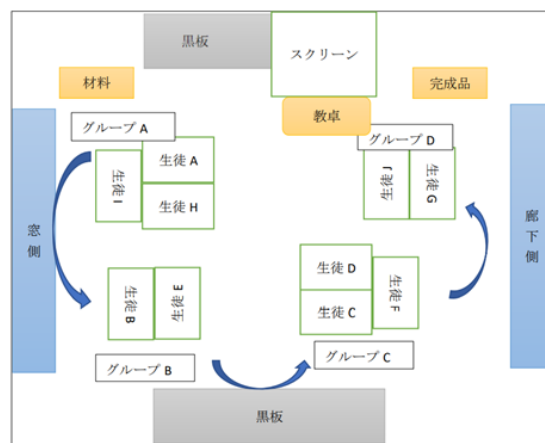 黒板
スクリーン
材料
完成品
教卓
グループ A
グループ D
生徒 A
生徒 I
生徒 H
生徒 J
生徒 G
窓側
廊下側
生徒 B
生徒 E
生徒 D
生徒 C
生徒 F
グループ B
グループ C
黒板